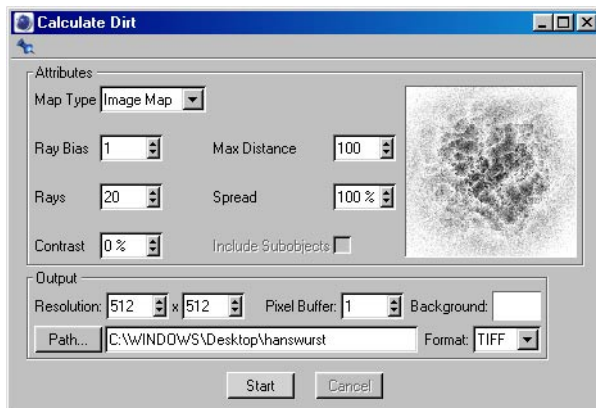 Calculate Dirt
Attributes
Map Type Image Map
Ray Bias 1 Max Distance 100
Rays 20 Spread 100 %
Contrast 0 % Include Subobjects
Output
Resolution: 512 x 512 Pixel Buffer: 1 Background:
Path... C:\WINDOWS\Desktop\hanswurst Format: TIFF
Start Cancel